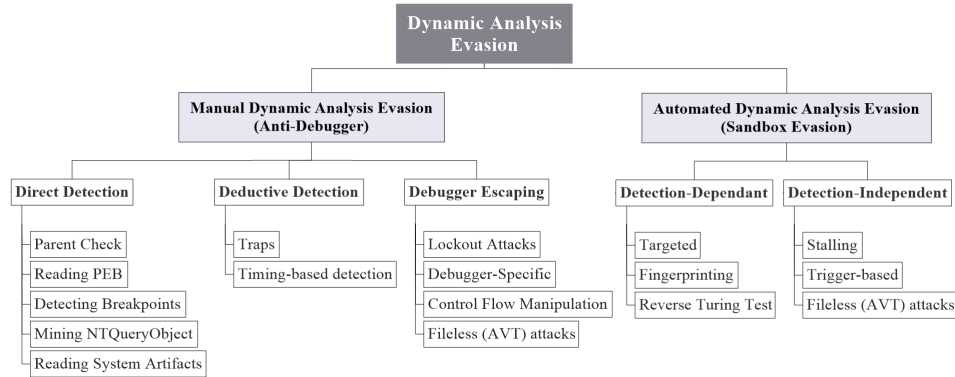 Dynamic Analysis
Evasion
Manual Dynamic Analysis Evasion
(Anti-Debugger)
Automated Dynamic Analysis Evasion
(Sandbox Evasion)
Direct Detection
Deductive Detection
Debugger Escaping
Detection-Dependant
Detection-Independent
Parent Check
Reading PEB
Detecting Breakpoints
Mining NTQueryObject
Reading System Artifacts
Traps
Timing-based detection
Lockout Attacks
Debugger-Specific
Control Flow Manipulation
Fileless (AVT) attacks
Targeted
Fingerprinting
Reverse Turing Test
Stalling
Trigger-based
Fileless (AVT) attacks